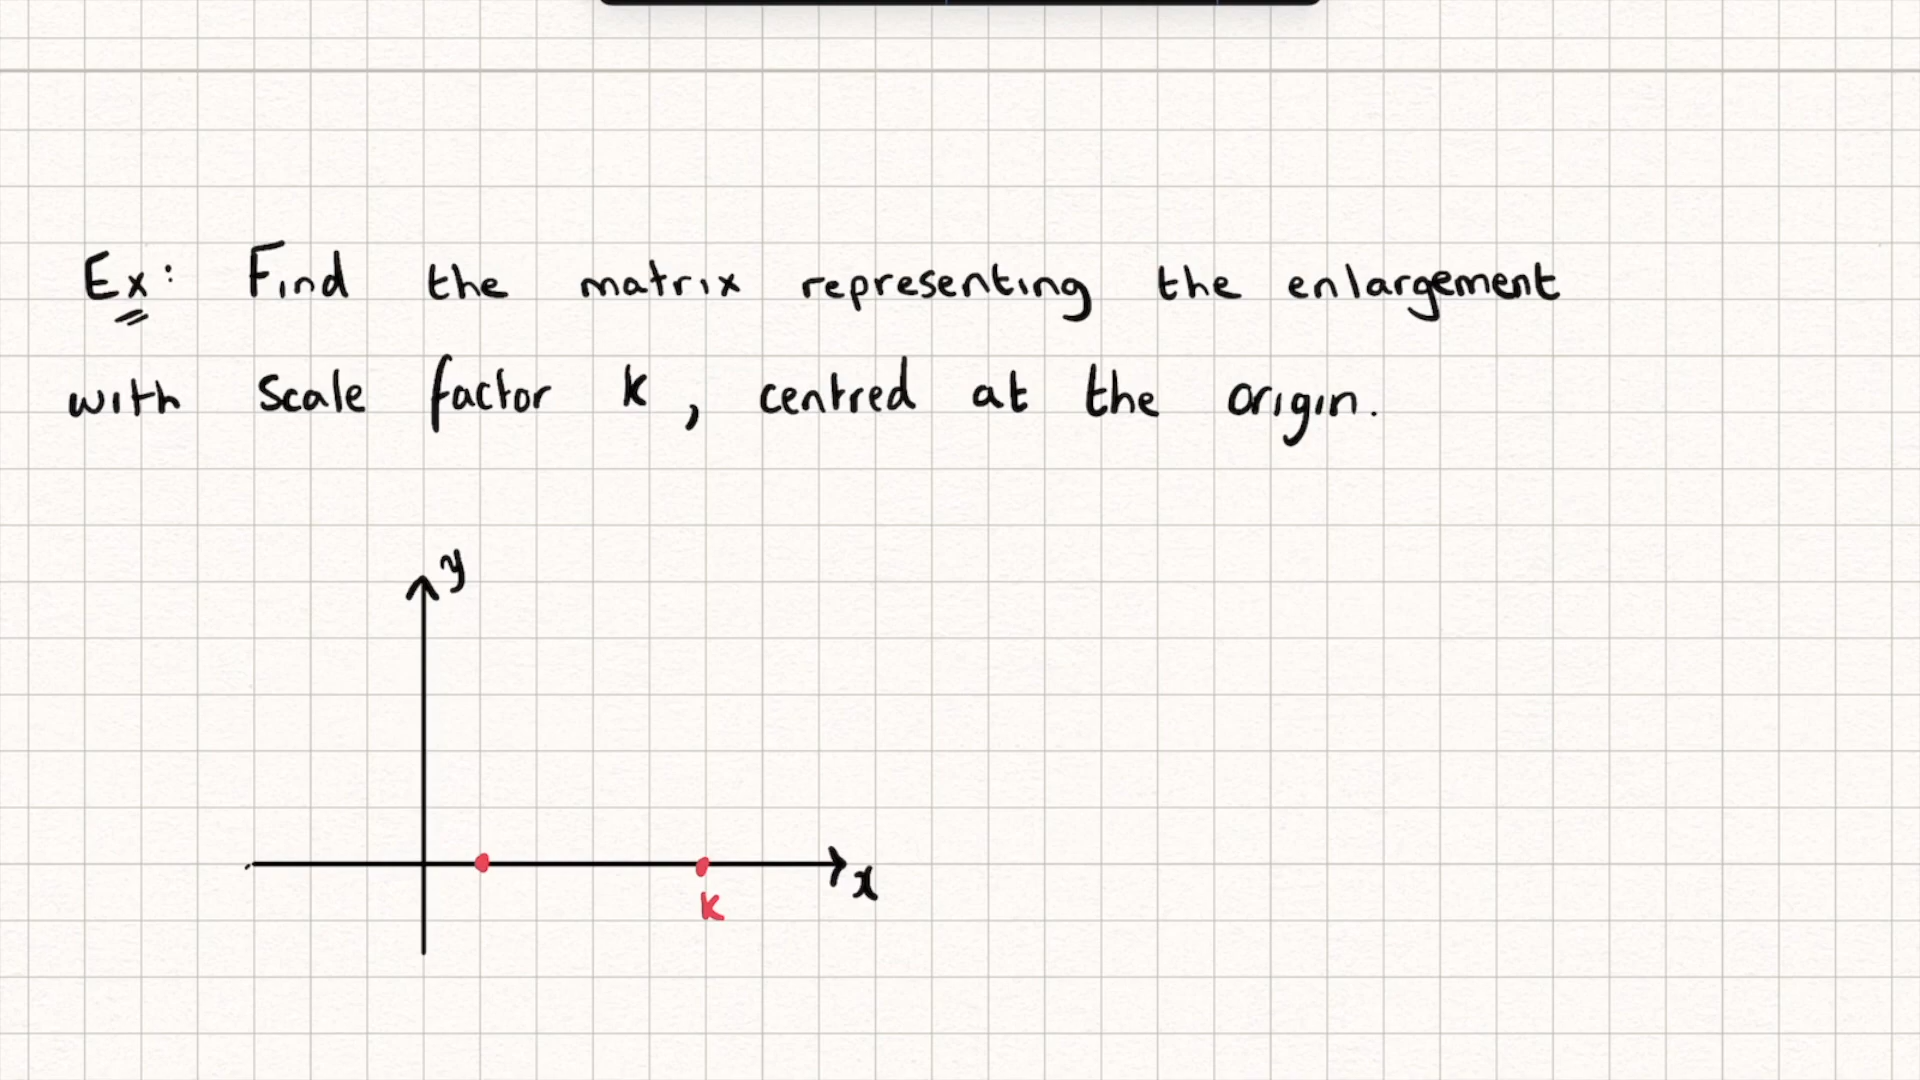 Ex: Find the matrix representing the enlargement
with scale factor k, centred at the origin.
y
x
k